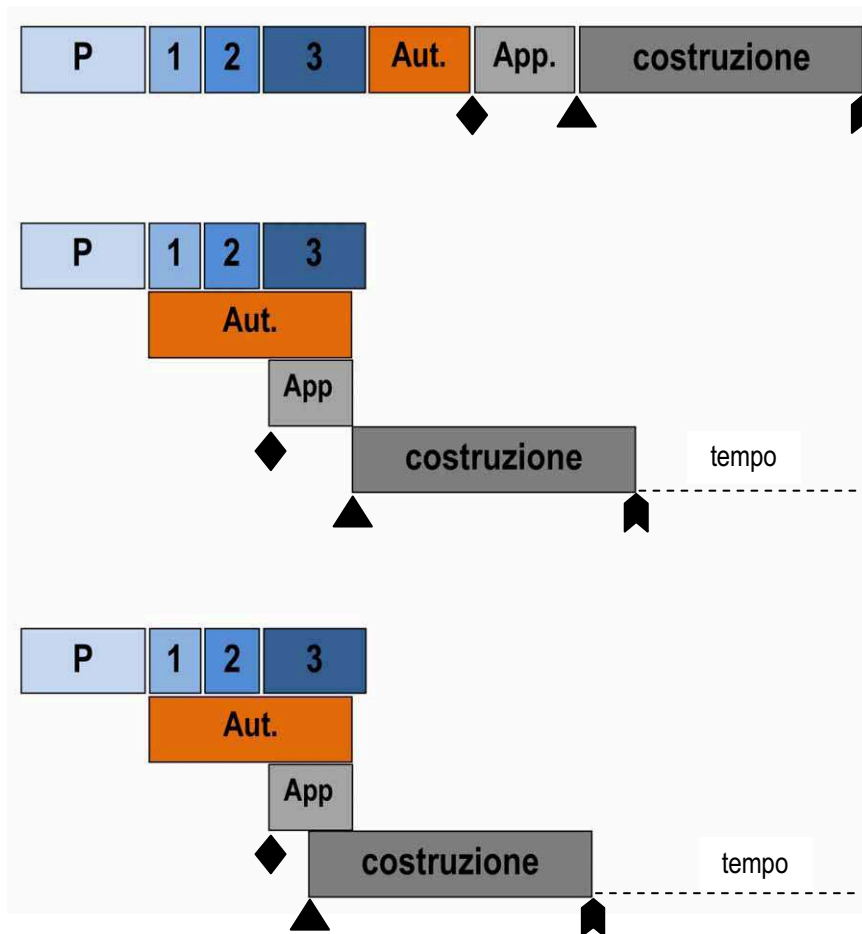 P 1 2 3 Aut. App. costruzione
P 1 2 3
Aut.
App
costruzione tempo
P 1 2 3
Aut.
App
costruzione tempo